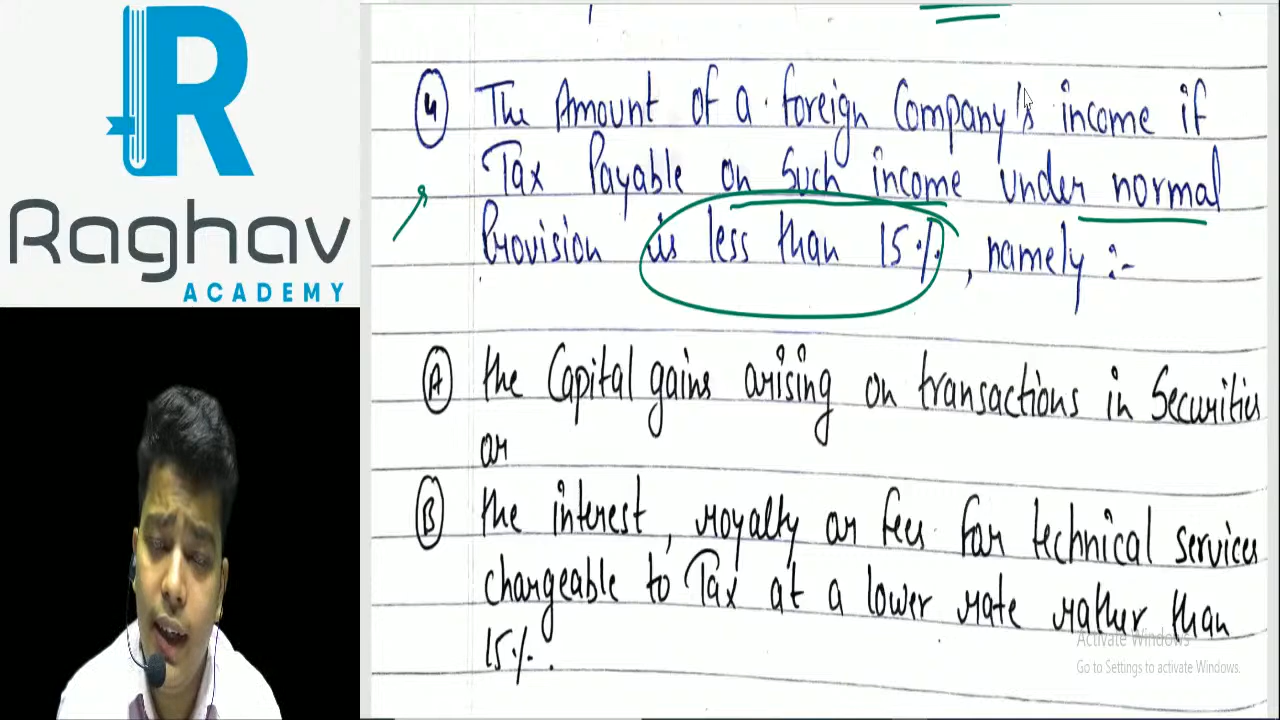 R
Raghav
ACADEMY
4 The Amount of a foreign Company's income if
Tax Payable on Such income under normal
Provision is less than 15%, namely :-
A the Capital gains arising on transactions in Securities
or
B the interest, royalty or fees for technical services
chargeable to Tax at a lower rate rather than
15%.
Activate Windows
Go to Settings to activate Windows.